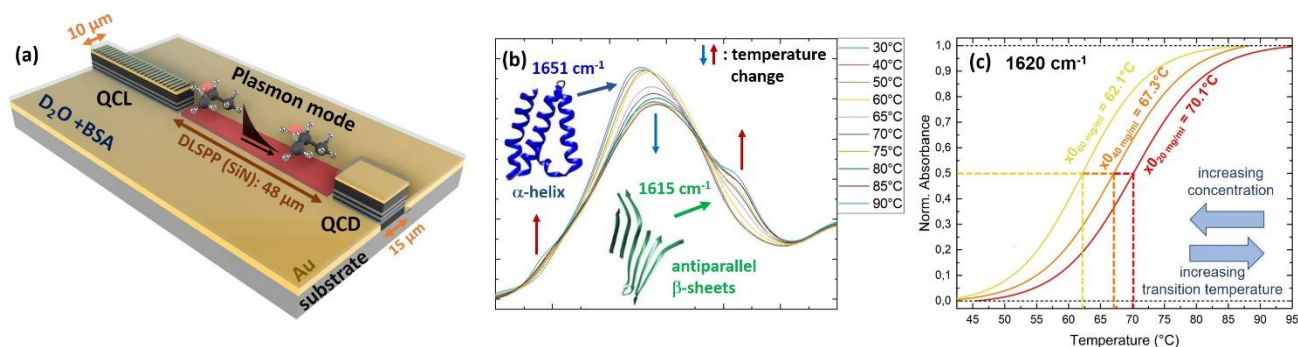 (a)
10 µm
QCL
Plasmon mode
D₂O +BSA
DLSPP (SiN): 48 µm
QCD
15 µm
Au
substrate
(b)
1651 cm⁻¹
: temperature
change
α-helix
1615 cm⁻¹
antiparallel
β-sheets
30°C
40°C
50°C
60°C
65°C
70°C
75°C
80°C
85°C
90°C
(c)
1620 cm⁻¹
Norm. Absorbance
1,0
0,9
0,8
0,7
0,6
0,5
0,4
0,3
0,2
0,1
0,0
x0₆₀ mg/ml = 62.1°C
x0₄₀ mg/ml = 67.3°C
x0₂₀ mg/ml = 70.1°C
increasing
concentration
increasing
transition temperature
45 50 55 60 65 70 75 80 85 90 95
Temperature (°C)